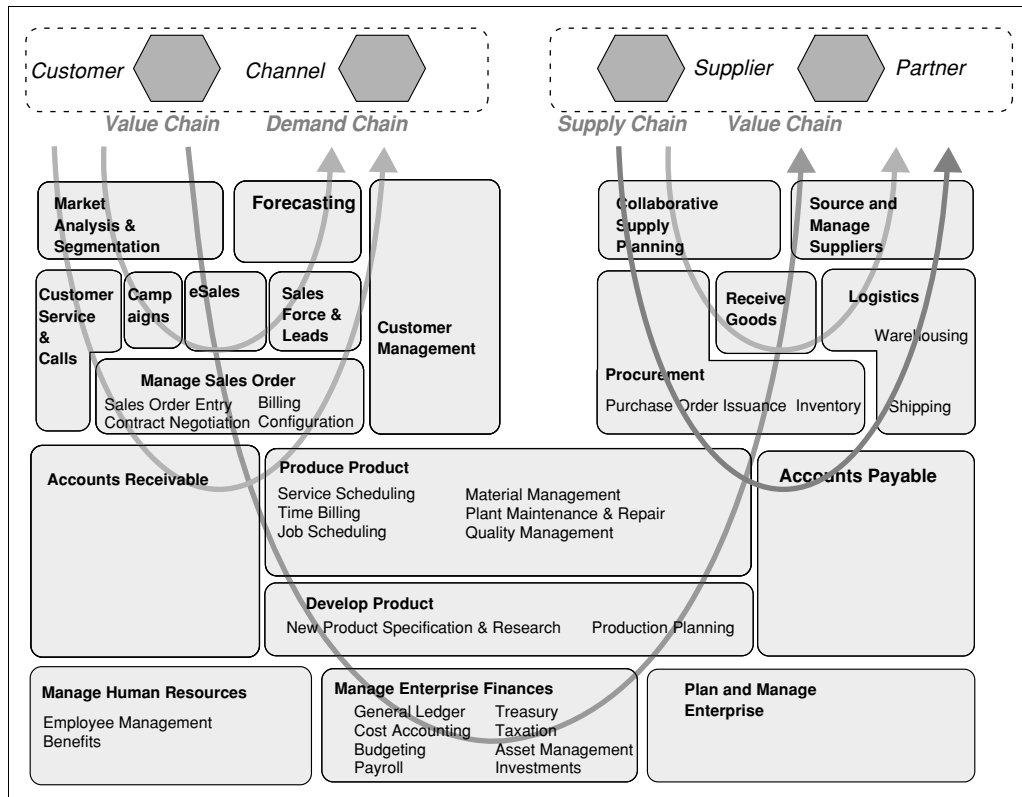 Customer
Channel
Supplier
Partner
Value Chain
Demand Chain
Supply Chain
Value Chain
Market
Analysis &
Segmentation
Forecasting
Collaborative
Supply
Planning
Source and
Manage
Suppliers
Customer
Service
&
Calls
Camp
aigns
eSales
Sales
Force &
Leads
Customer
Management
Receive
Goods
Logistics
Warehousing
Shipping
Manage Sales Order
Sales Order Entry
Billing
Contract Negotiation
Configuration
Procurement
Purchase Order Issuance
Inventory
Accounts Receivable
Produce Product
Service Scheduling
Material Management
Time Billing
Plant Maintenance & Repair
Job Scheduling
Quality Management
Accounts Payable
Develop Product
New Product Specification & Research
Production Planning
Manage Human Resources
Employee Management
Benefits
Manage Enterprise Finances
General Ledger
Treasury
Cost Accounting
Taxation
Budgeting
Asset Management
Payroll
Investments
Plan and Manage
Enterprise